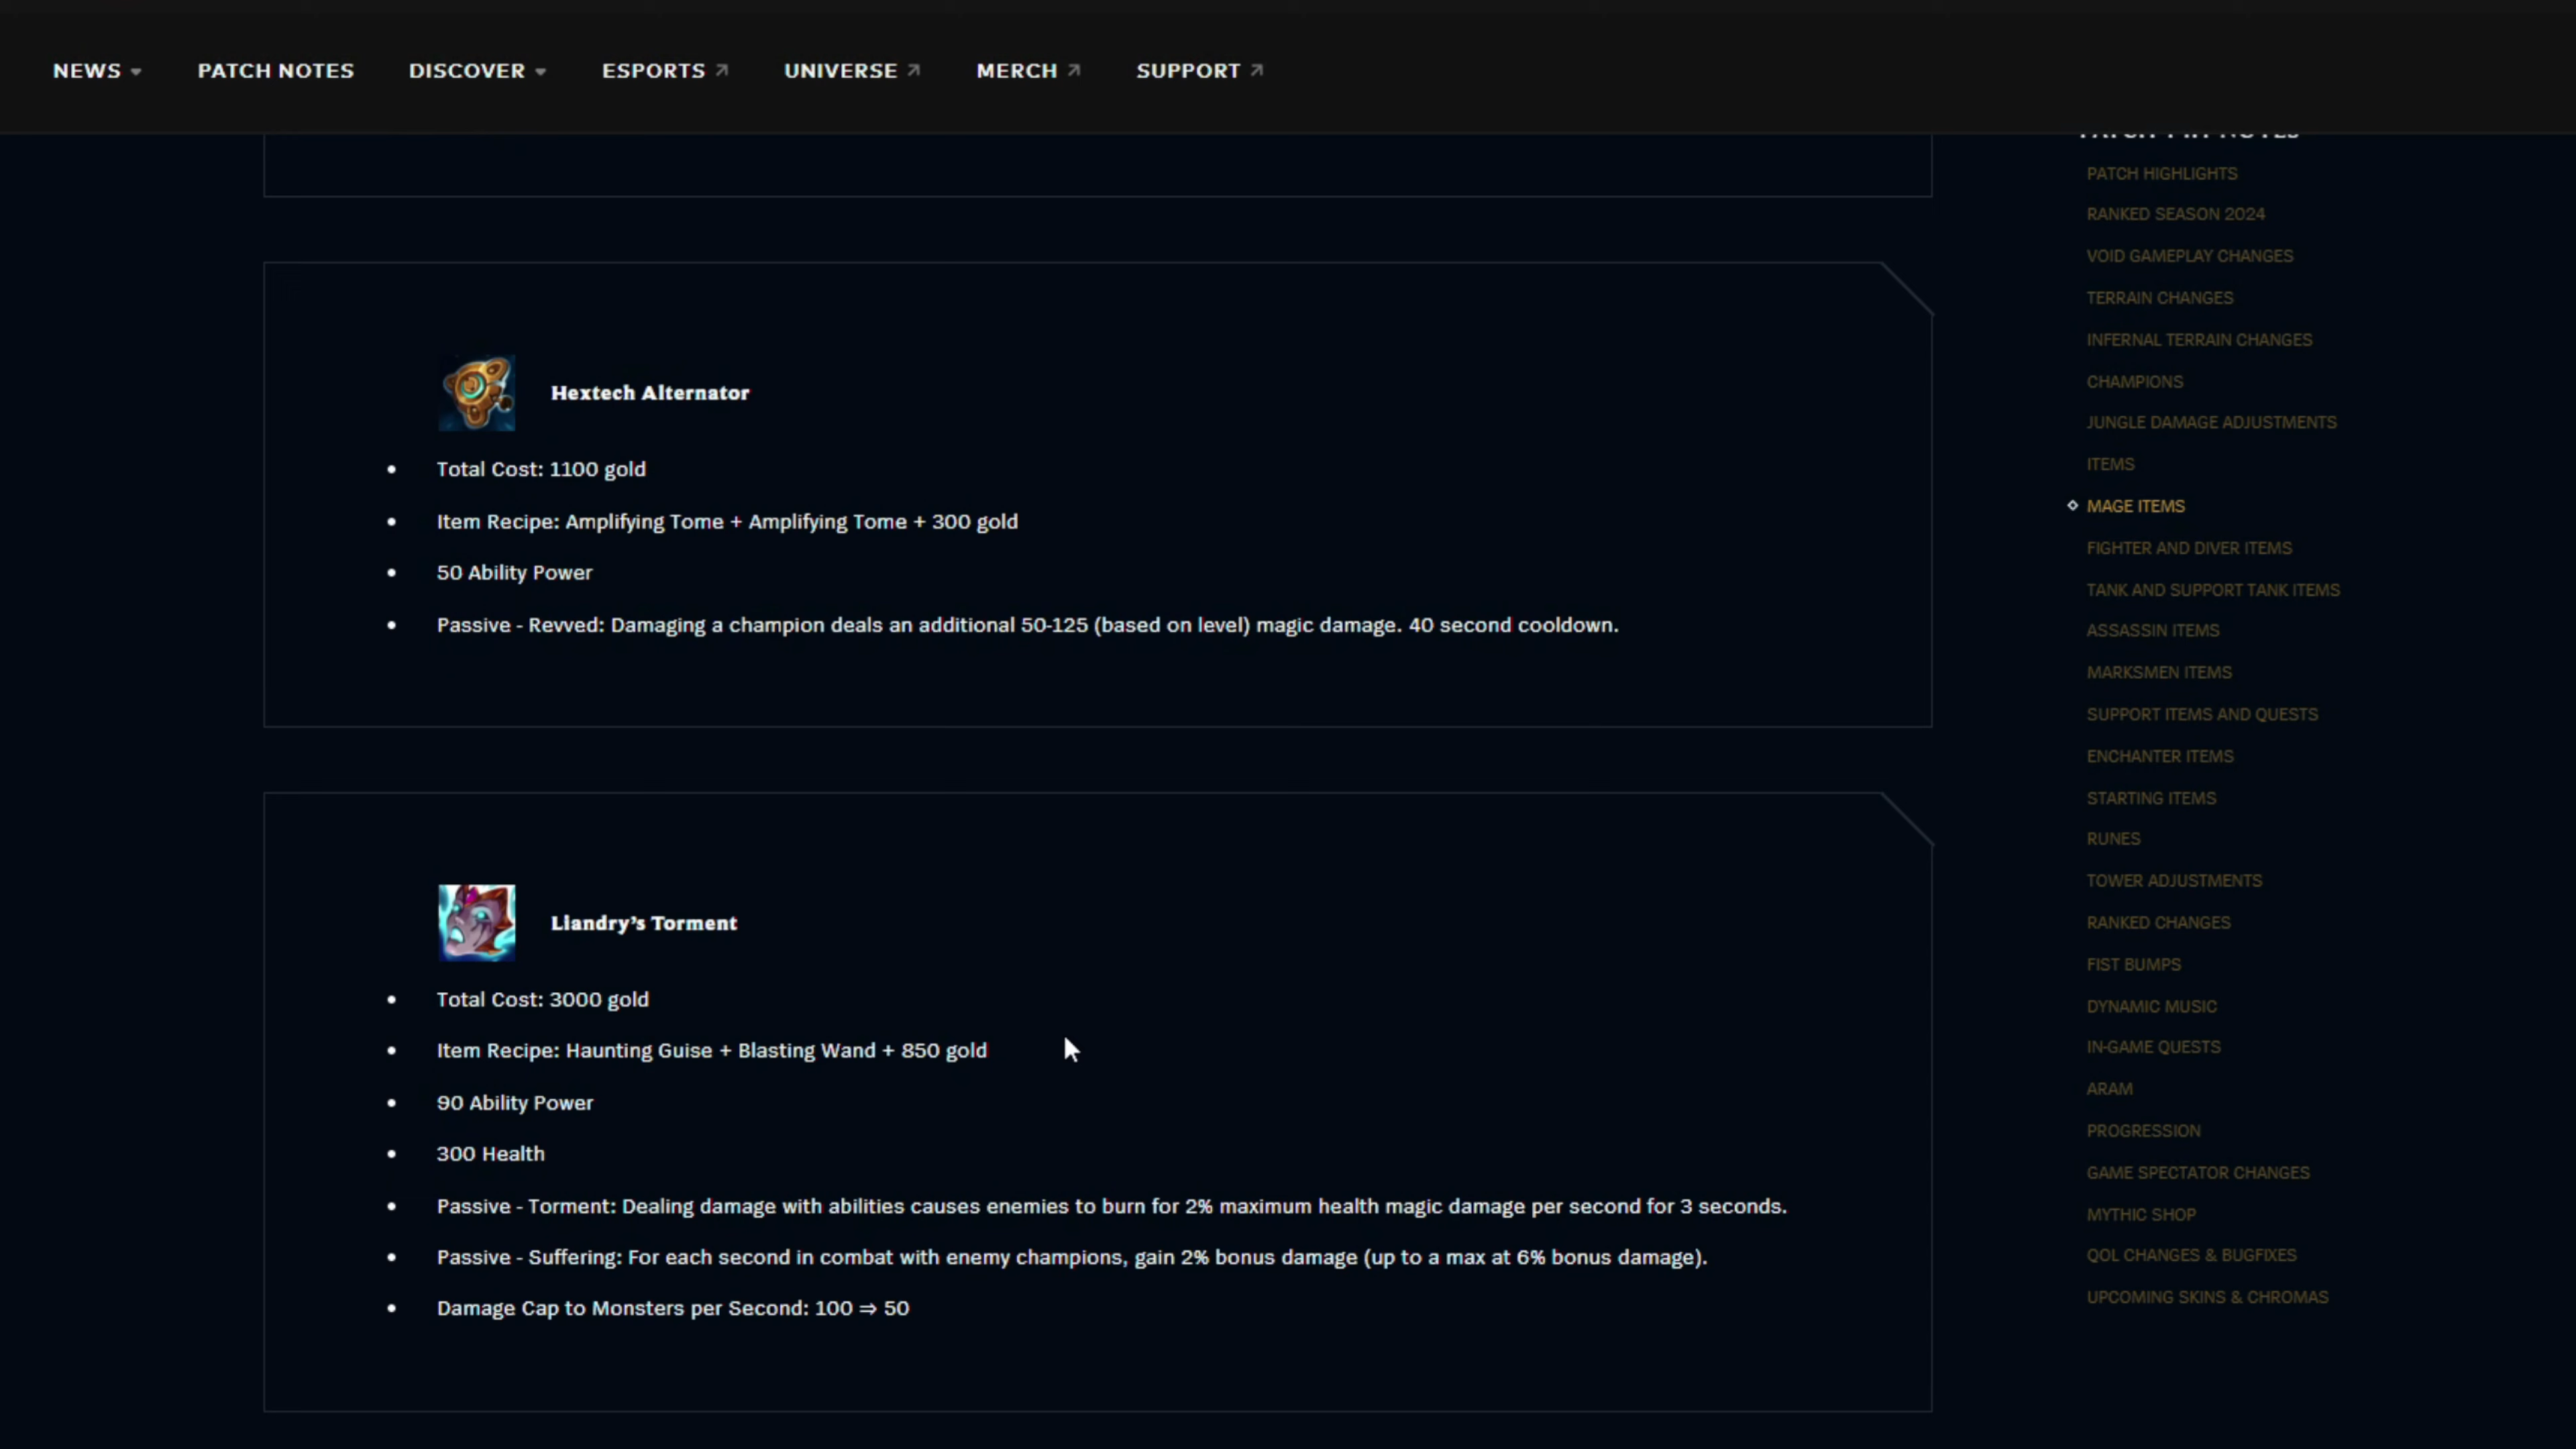 NEWS
PATCH NOTES
DISCOVER
ESPORTS
UNIVERSE
MERCH
SUPPORT
Hextech Alternator
• Total Cost: 1100 gold
• Item Recipe: Amplifying Tome + Amplifying Tome + 300 gold
• 50 Ability Power
• Passive - Revved: Damaging a champion deals an additional 50-125 (based on level) magic damage. 40 second cooldown.
Llandry’s Torment
• Total Cost: 3000 gold
• Item Recipe: Haunting Guise + Blasting Wand + 850 gold
• 90 Ability Power
• 300 Health
• Passive - Torment: Dealing damage with abilities causes enemies to burn for 2% maximum health magic damage per second for 3 seconds.
• Passive - Suffering: For each second in combat with enemy champions, gain 2% bonus damage (up to a max at 6% bonus damage).
• Damage Cap to Monsters per Second: 100 ⇒ 50
PATCH HIGHLIGHTS
RANKED SEASON 2024
VOID GAMEPLAY CHANGES
TERRAIN CHANGES
INFERNAL TERRAIN CHANGES
CHAMPIONS
JUNGLE DAMAGE ADJUSTMENTS
ITEMS
MAGE ITEMS
FIGHTER AND DIVER ITEMS
TANK AND SUPPORT TANK ITEMS
ASSASSIN ITEMS
MARKSMEN ITEMS
SUPPORT ITEMS AND QUESTS
ENCHANTER ITEMS
STARTING ITEMS
RUNES
TOWER ADJUSTMENTS
RANKED CHANGES
FIST BUMPS
DYNAMIC MUSIC
IN-GAME QUESTS
ARAM
PROGRESSION
GAME SPECTATOR CHANGES
MYTHIC SHOP
QOL CHANGES & BUGFIXES
UPCOMING SKINS & CHROMAS